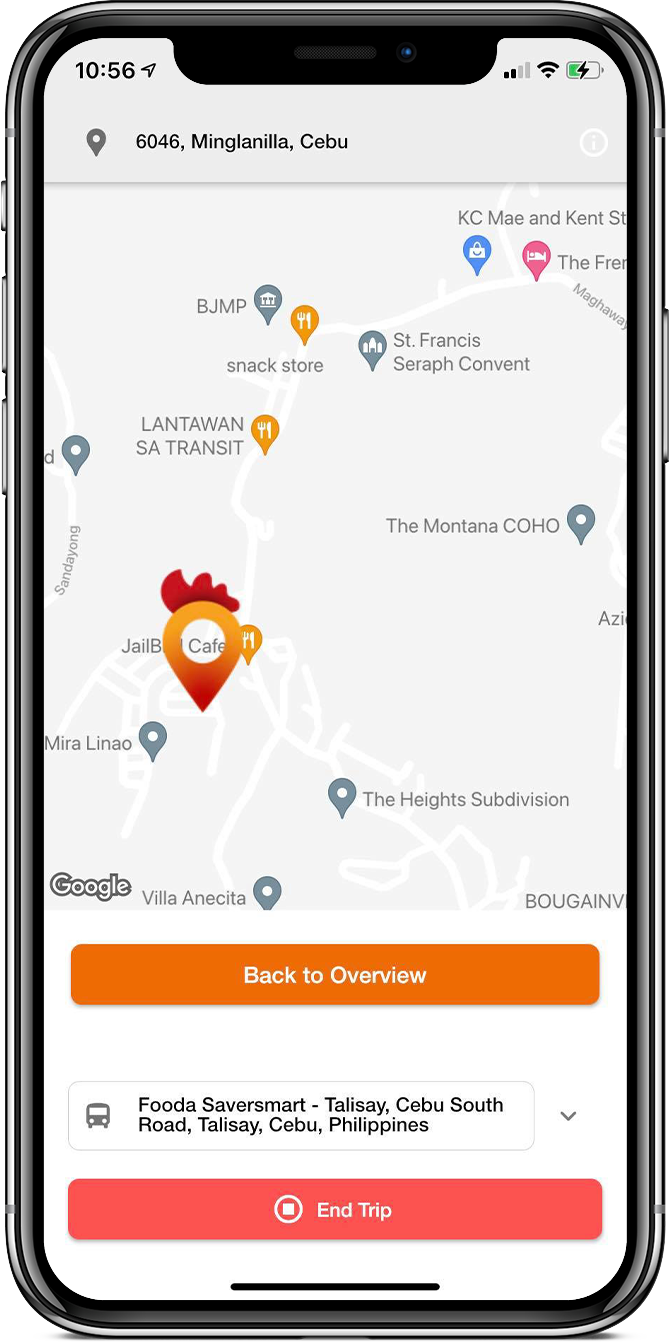 10:56
6046, Minglanilla, Cebu
KC Mae and Kent St
The Fren
Maghaway
BJMP
snack store
St. Francis
Seraph Convent
LANTAWAN
SA TRANSIT
d
The Montana COHO
Sandayong
Azi
JailB Cafe
Mira Linao
The Heights Subdivision
Google
Villa Anecita
BOUGAINVI
Back to Overview
Fooda Saversmart - Talisay, Cebu South
Road, Talisay, Cebu, Philippines
End Trip